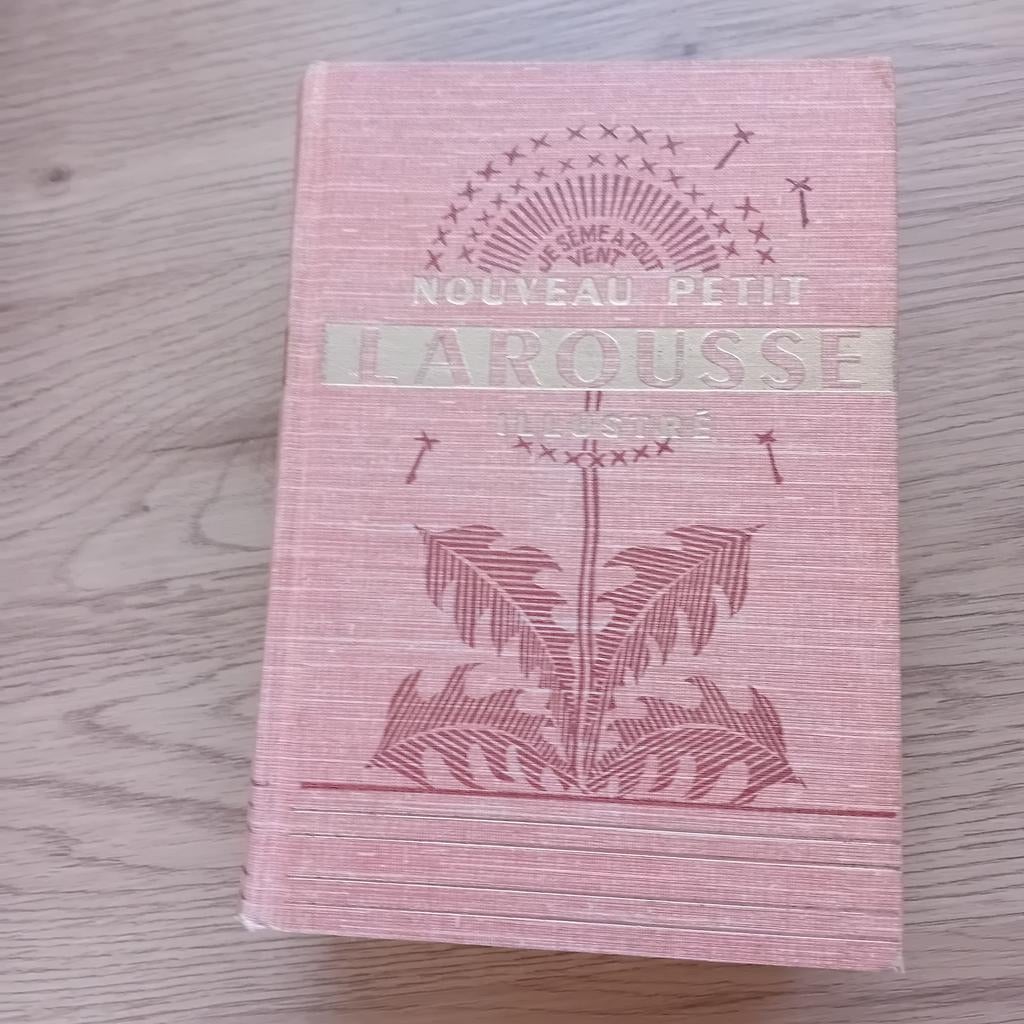 JE SÈME A TOUT
VENT
NOUVEAU PETIT
LAROUSSE
ILLUSTRÉ